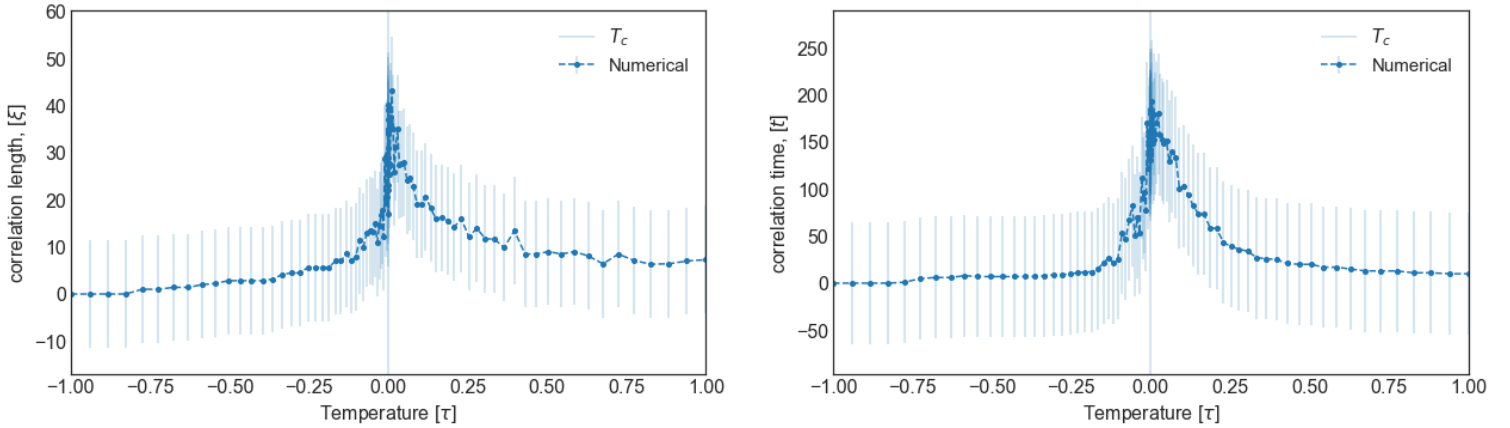 60
50
40
30
20
10
0
−10
correlation length, [ξ]
−1.00 −0.75 −0.50 −0.25 0.00 0.25 0.50 0.75 1.00
Temperature [τ]
T_c
Numerical
250
200
150
100
50
0
−50
correlation time, [t]
−1.00 −0.75 −0.50 −0.25 0.00 0.25 0.50 0.75 1.00
Temperature [τ]
T_c
Numerical